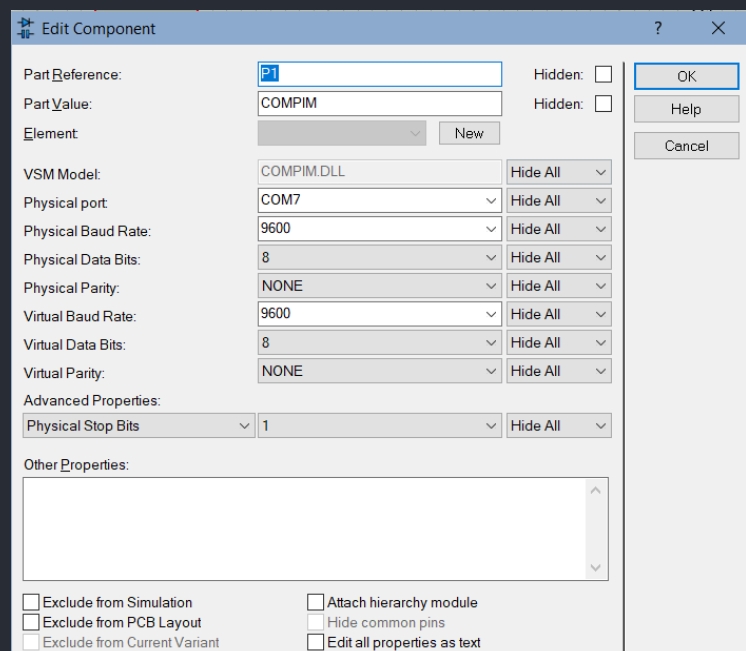 Edit Component ?
Part Reference: P1 Hidden:
OK
Part Value: COMPIM Hidden:
Help
Element: New
Cancel
VSM Model: COMPIM.DLL Hide All
Physical port: COM7 Hide All
Physical Baud Rate: 9600 Hide All
Physical Data Bits: 8 Hide All
Physical Parity: NONE Hide All
Virtual Baud Rate: 9600 Hide All
Virtual Data Bits: 8 Hide All
Virtual Parity: NONE Hide All
Advanced Properties:
Physical Stop Bits 1 Hide All
Other Properties:
Exclude from Simulation Attach hierarchy module
Exclude from PCB Layout Hide common pins
Exclude from Current Variant Edit all properties as text